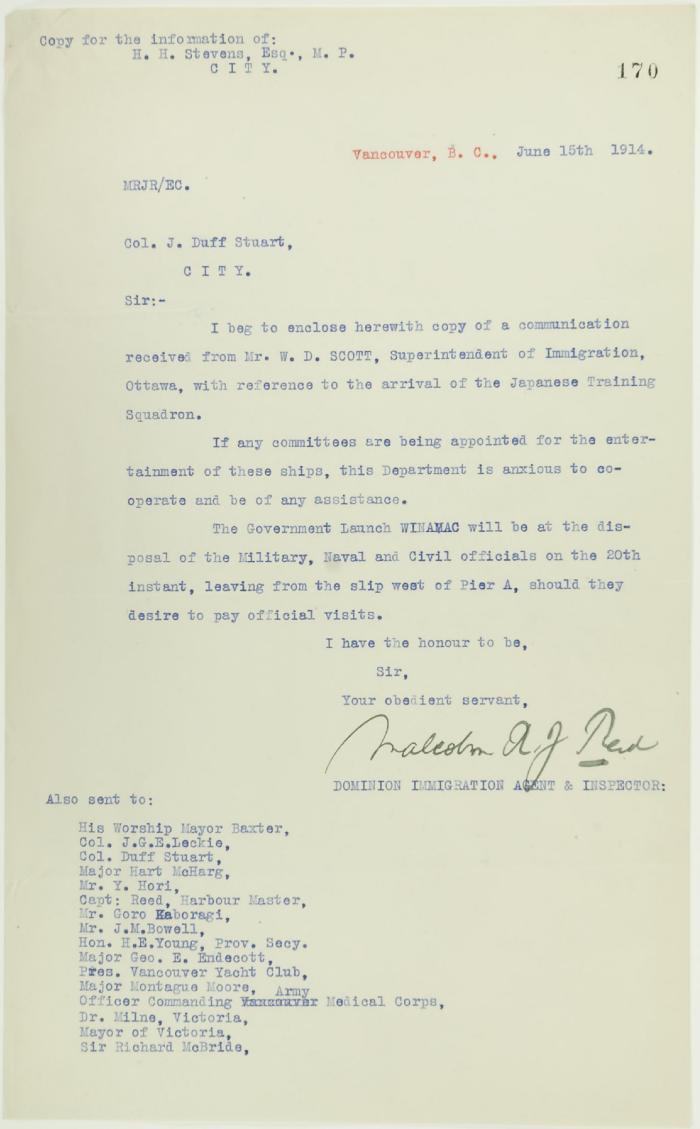 Copy for the information of:
H. H. Stevens, Esq., M. P.
C I T Y.
170
Vancouver, B. C., June 15th 1914.
MRJR/EC.
Col. J. Duff Stuart,
C I T Y.
Sir:-
I beg to enclose herewith copy of a communication
received from Mr. W. D. SCOTT, Superintendent of Immigration,
Ottawa, with reference to the arrival of the Japanese Training
Squadron.
If any committees are being appointed for the enter-
tainment of these ships, this Department is anxious to co-
operate and be of any assistance.
The Government Launch WINAMAC will be at the dis-
posal of the Military, Naval and Civil officials on the 20th
instant, leaving from the slip west of Pier A, should they
desire to pay official visits.
I have the honour to be,
Sir,
Your obedient servant,
Malcolm R. J. Reid
DOMINION IMMIGRATION AGENT & INSPECTOR:
Also sent to:
His Worship Mayor Baxter,
Col. J.G.E.Leckie,
Col. Duff Stuart,
Major Hart McHarg,
Mr. Y. Hori,
Capt: Reed, Harbour Master,
Mr. Goro Kaboragi,
Mr. J.M.Bowell,
Hon. H.E.Young, Prov. Secy.
Major Geo. E. Endecott,
Pres. Vancouver Yacht Club,
Major Montague Moore,
Army
Officer Commanding Vancouver Medical Corps,
Dr. Milne, Victoria,
Mayor of Victoria,
Sir Richard McBride,